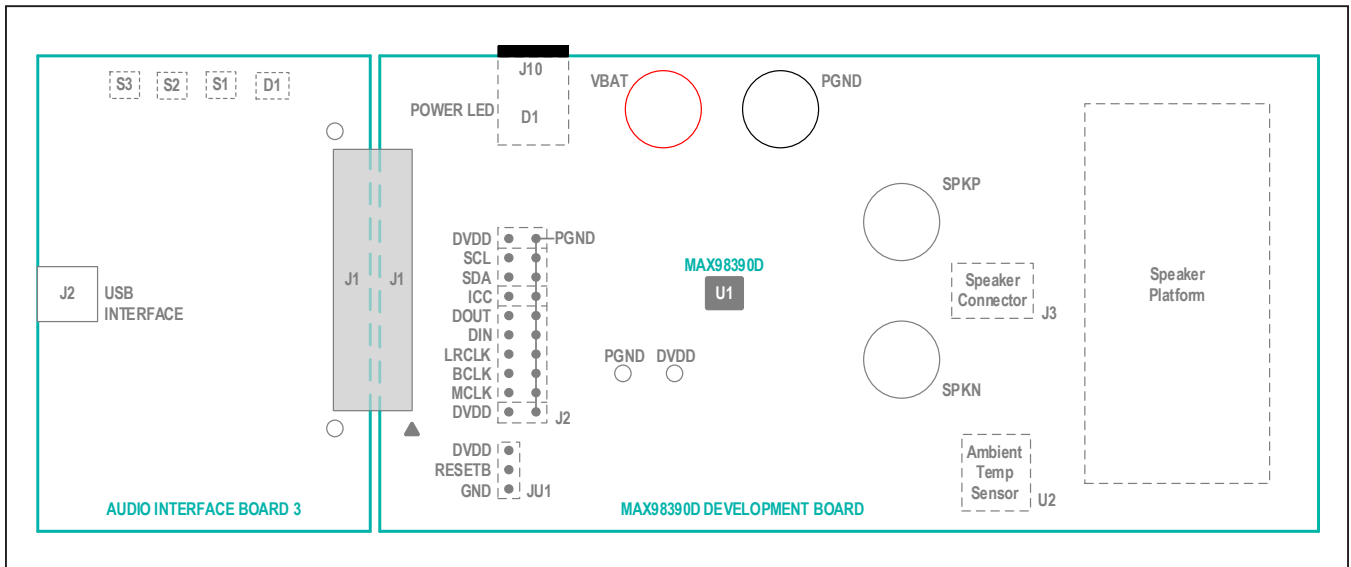 S3 S2 S1 D1
J10
POWER LED
D1
VBAT
PGND
SPKP
SPKN
J1 J1
J2
USB
INTERFACE
DVDD
PGND
SCL
SDA
ICC
DOUT
DIN
LRCLK
BCLK
MCLK
DVDD
J2
DVDD
RESETB
GND
JU1
MAX98390D
U1
PGND DVDD
Speaker
Connector
J3
Speaker
Platform
Ambient
Temp
Sensor
U2
AUDIO INTERFACE BOARD 3
MAX98390D DEVELOPMENT BOARD